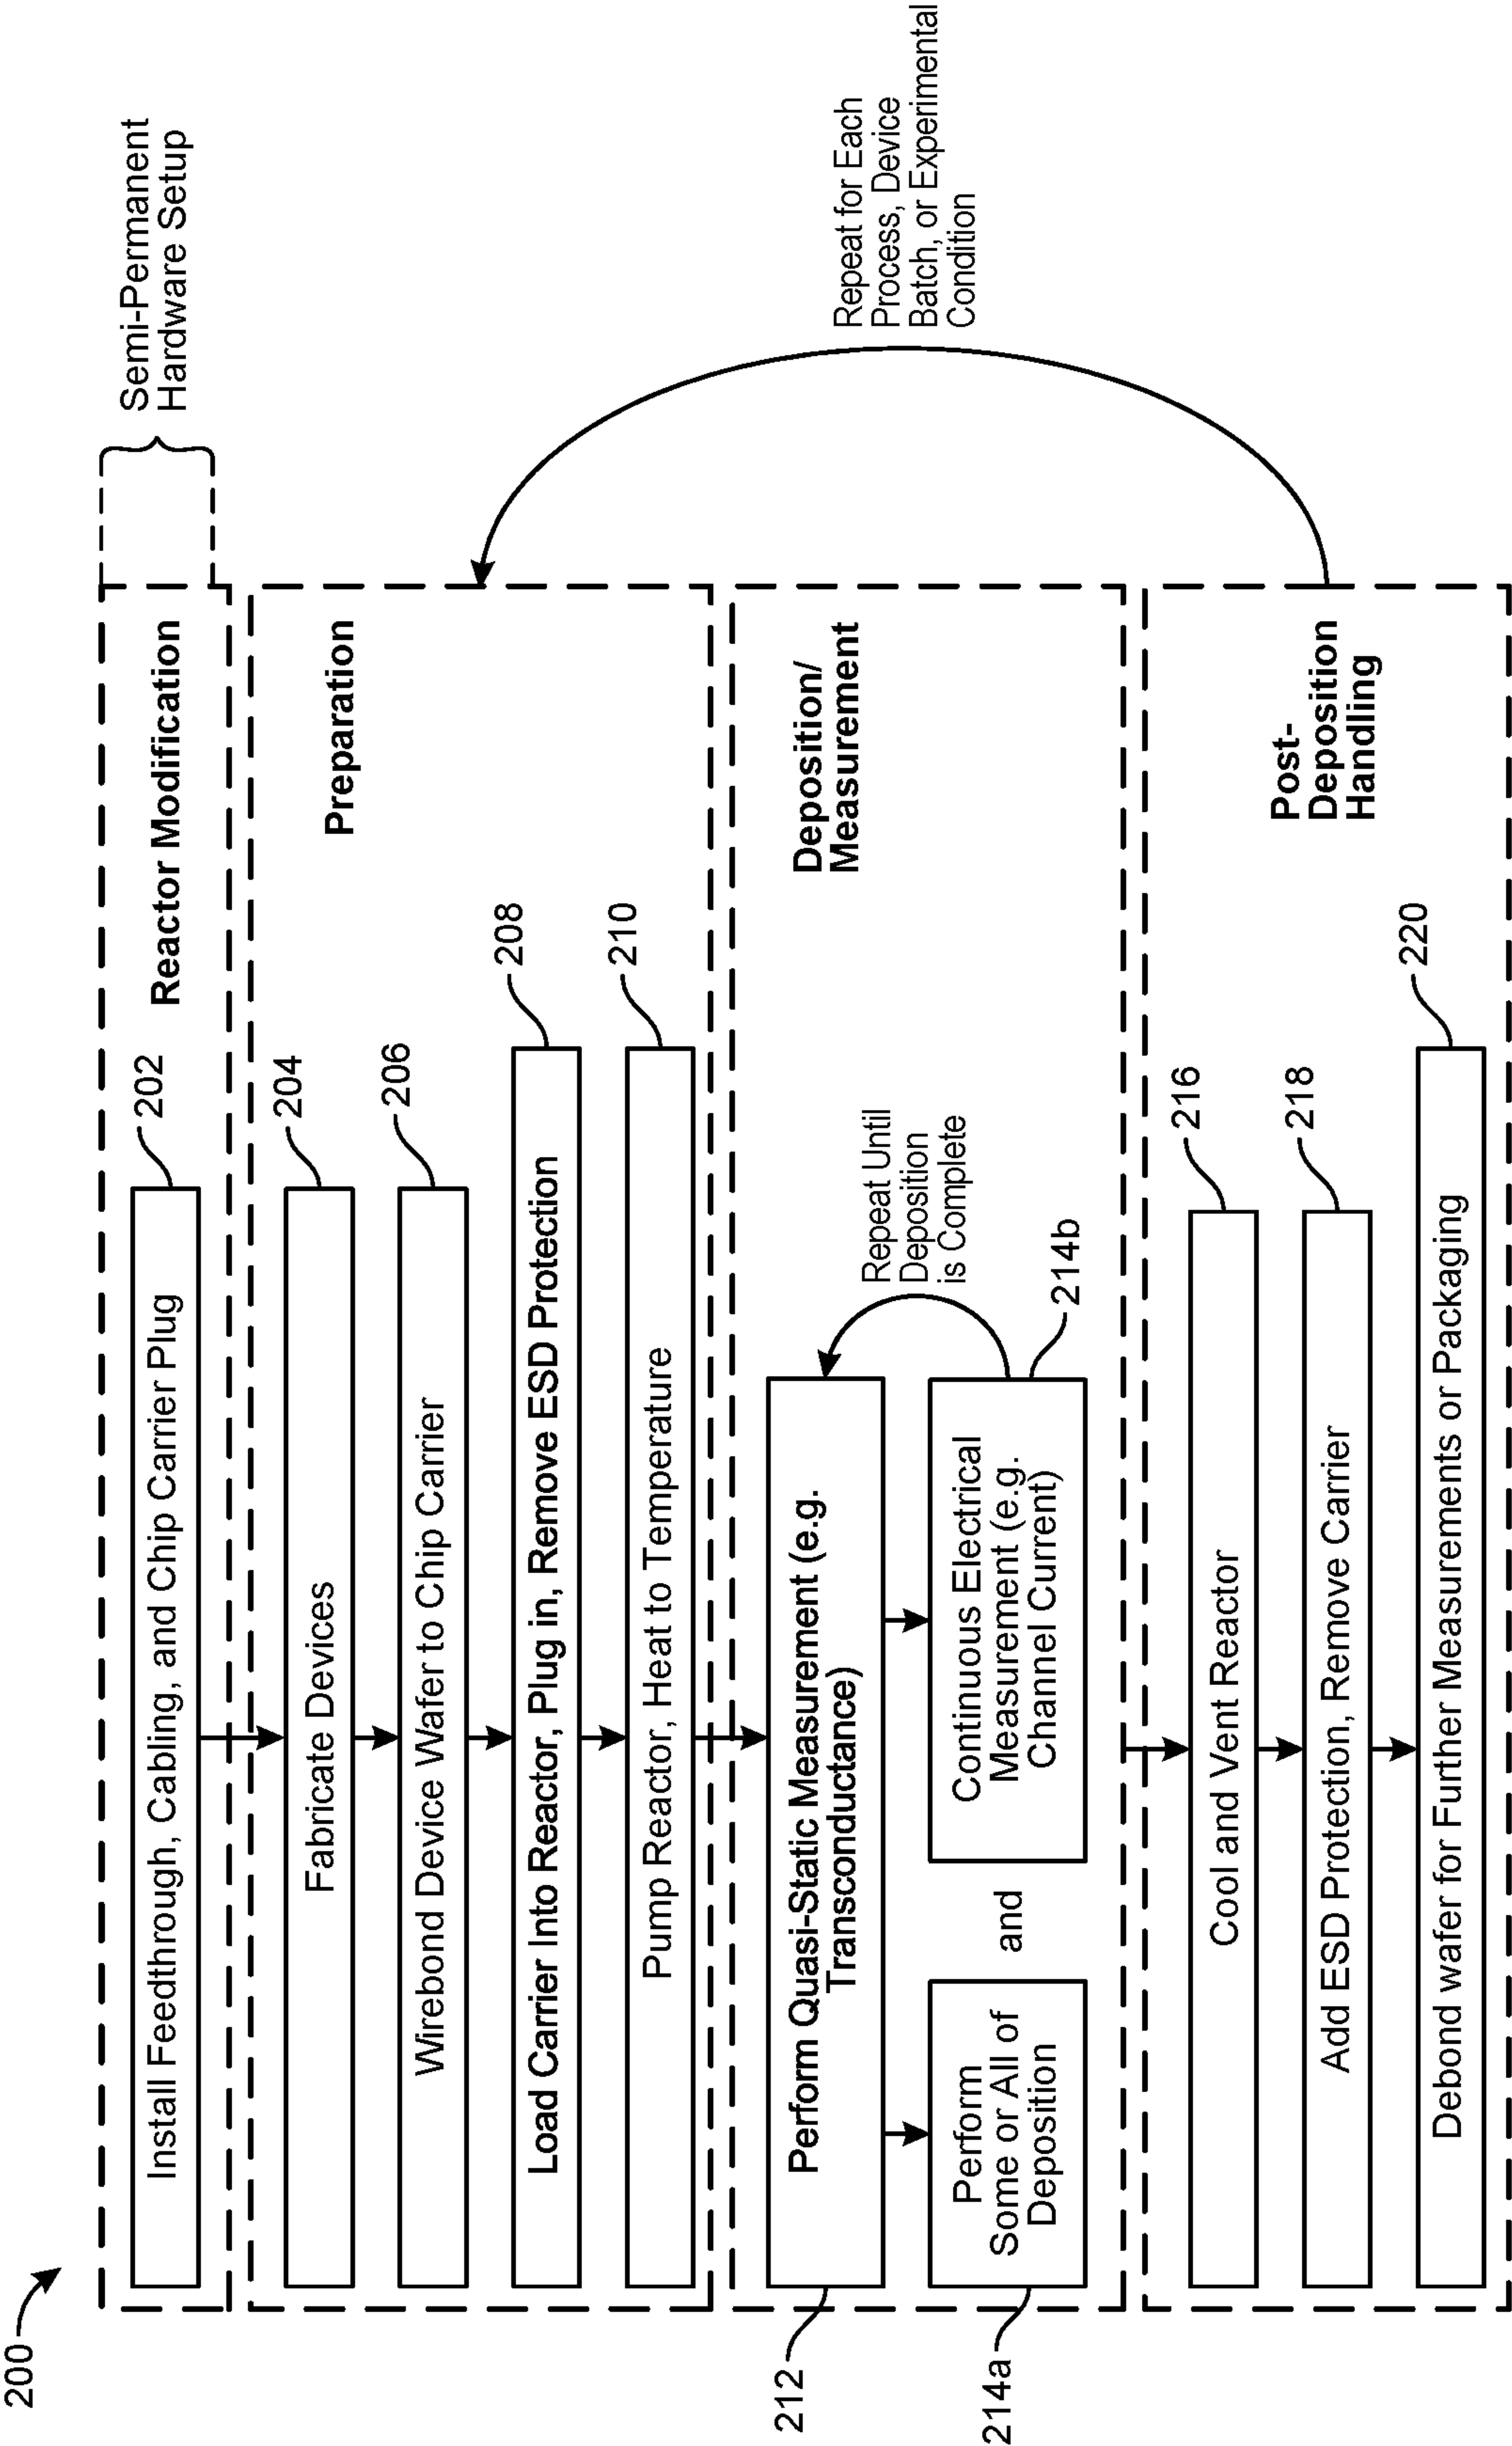 200
Semi-Permanent
Hardware Setup
Reactor Modification
202
Install Feedthrough, Cabling, and Chip Carrier Plug
Preparation
204
Fabricate Devices
206
Wirebond Device Wafer to Chip Carrier
208
Load Carrier Into Reactor, Plug in, Remove ESD Protection
210
Pump Reactor, Heat to Temperature
Repeat for Each
Process, Device
Batch, or Experimental
Condition
Deposition/
Measurement
212
Perform Quasi-Static Measurement (e.g.
Transconductance)
Repeat Until
Deposition
is Complete
214a
Perform
Some or All of
Deposition
and
Continuous Electrical
Measurement (e.g.
Channel Current)
214b
Post-
Deposition
Handling
216
Cool and Vent Reactor
218
Add ESD Protection, Remove Carrier
220
Debond wafer for Further Measurements or Packaging